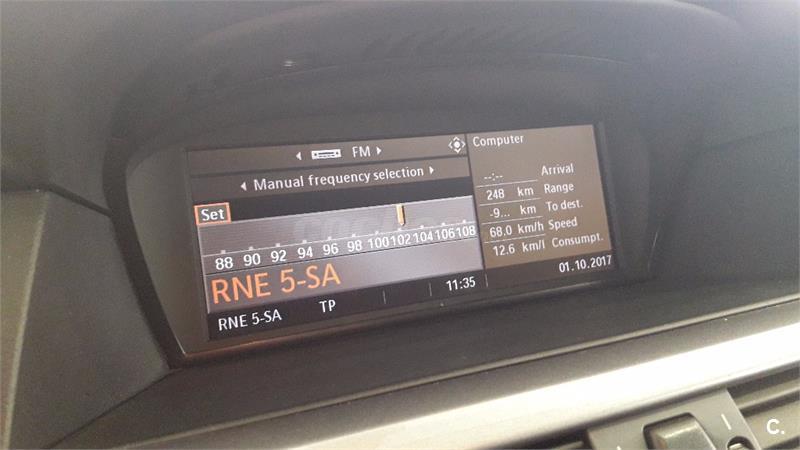 FM
Manual frequency selection
Set
88 90 92 94 96 98 100 102 104 106 108
RNE 5-SA
RNE 5-SA TP 11:35
Computer
--:-- Arrival
248 km Range
-9... km To dest.
68.0 km/h Speed
12.6 km/l Consumpt.
01.10.2017
C.